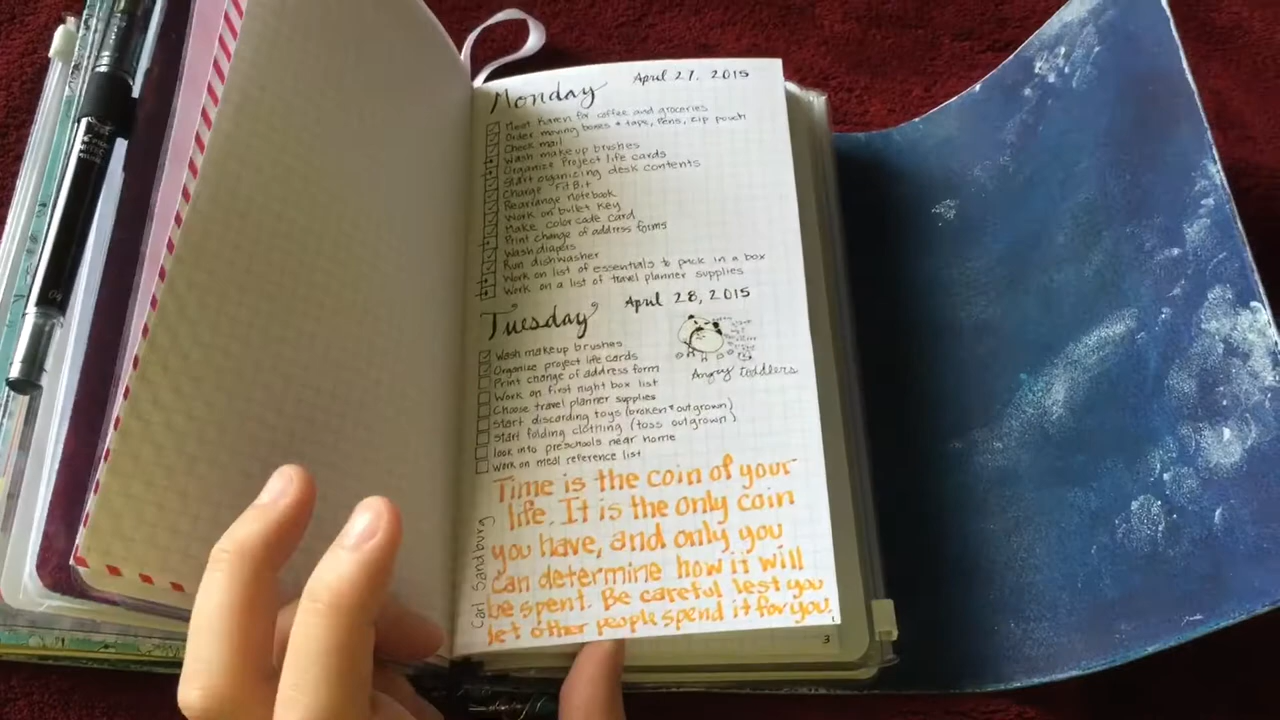 April 27, 2015
Monday
Meet Karen for coffee and groceries
Order moving boxes + tape, pens, zip pouch
Check mail
Wash makeup brushes
Organize Project life cards
Start organizing desk contents
Charge FitBit
Rearrange notebook
Work on bullet Key
Make color code card
Print change of address forms
Wash diapers
Run dishwasher
Work on list of essentials to pack in a box
Work on a list of travel planner supplies
April 28, 2015
Tuesday
Wash makeup brushes
Organize project life cards
Print change of address form
Work on first night box list
Choose travel planner supplies
Start discarding toys (broken + outgrown)
Start folding clothing (toss outgrown)
look into preschools near home
Work on meal reference list
Angry toddlers
Time is the coin of your
life. It is the only coin
you have, and only you
can determine how it will
be spent. Be careful lest you
let other people spend it for you.
Carl Sandburg
1
3
04